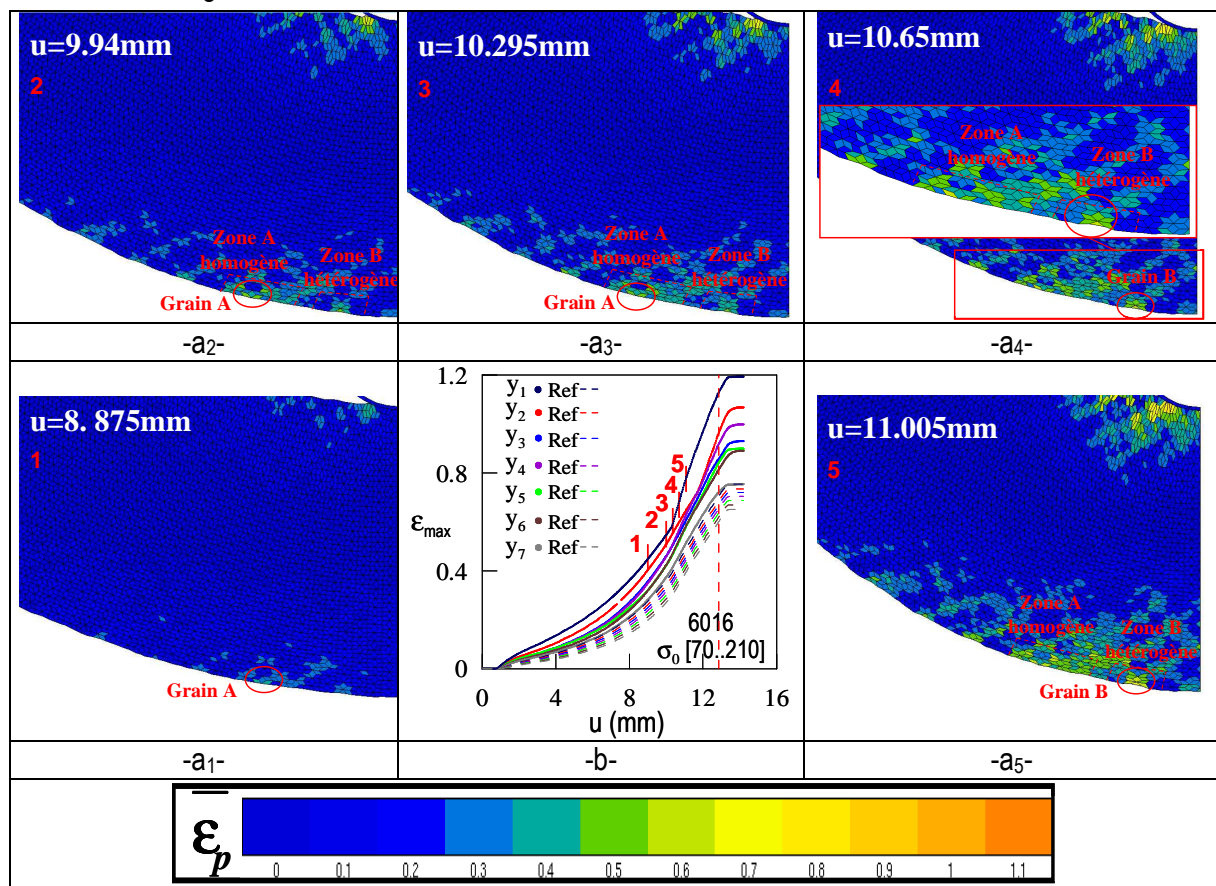 u=9.94mm
2
Zone A
homogène
Zone B
hétérogène
Grain A
u=10.295mm
3
Zone A
homogène
Zone B
hétérogène
Grain A
u=10.65mm
4
Zone A
homogène
Zone B
hétérogène
Grain B
-a2-
-a3-
-a4-
u=8. 875mm
1
Grain A
1.2
0.8
0.4
0
εmax
y1 Ref
y2 Ref
y3 Ref
y4 Ref
y5 Ref
y6 Ref
y7 Ref
5
4
3
2
1
6016
σ0 [70..210]
0 4 8 12 16
u (mm)
u=11.005mm
5
Zone A
homogène
Zone B
hétérogène
Grain B
-a1-
-b-
-a5-
εp
0 0.1 0.2 0.3 0.4 0.5 0.6 0.7 0.8 0.9 1 1.1